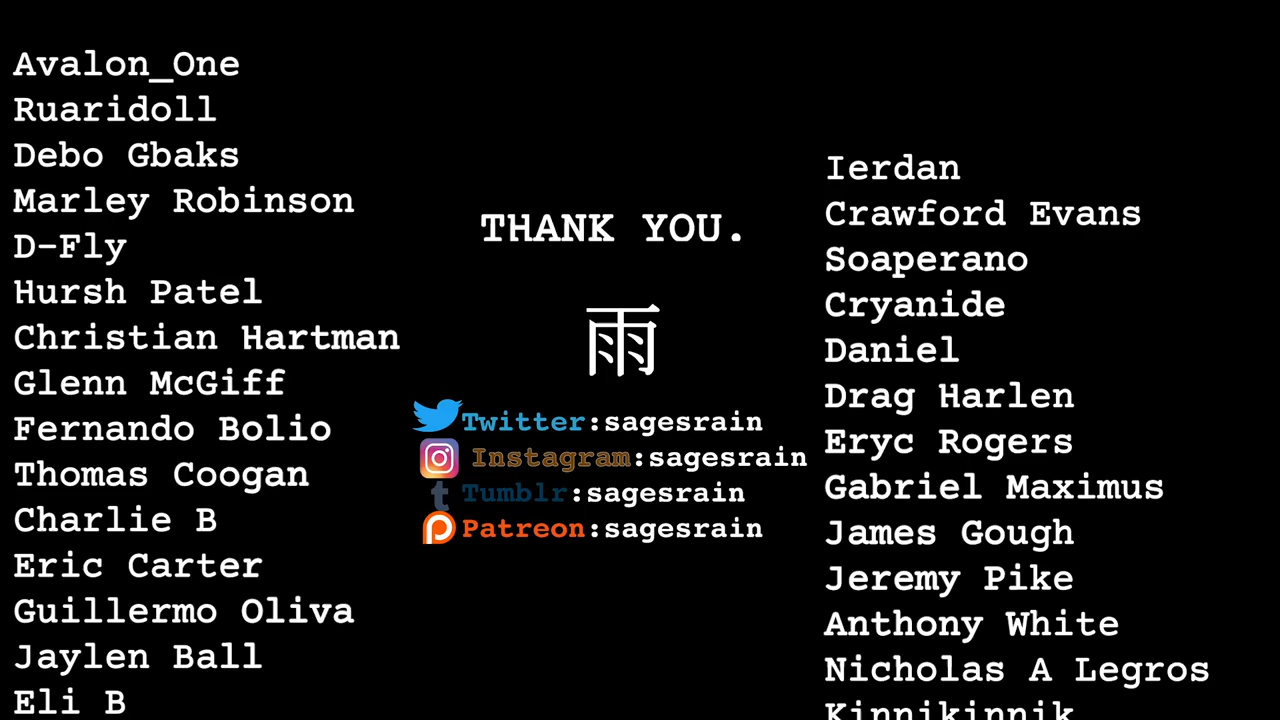 Avalon_One
Ruaridoll
Debo Gbaks
Marley Robinson
D-Fly
Hursh Patel
Christian Hartman
Glenn McGiff
Fernando Bolio
Thomas Coogan
Charlie B
Eric Carter
Guillermo Oliva
Jaylen Ball
Eli B
THANK YOU.
雨
Twitter:sagesrain
Instagram:sagesrain
Tumblr:sagesrain
Patreon:sagesrain
Ierdan
Crawford Evans
Soaperano
Cryanide
Daniel
Drag Harlen
Eryc Rogers
Gabriel Maximus
James Gough
Jeremy Pike
Anthony White
Nicholas A Legros
Kinnikinnik